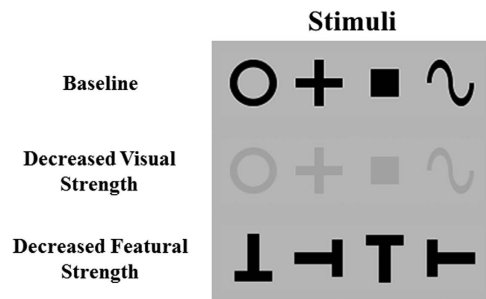 Stimuli
Baseline
Decreased Visual
Strength
Decreased Featural
Strength